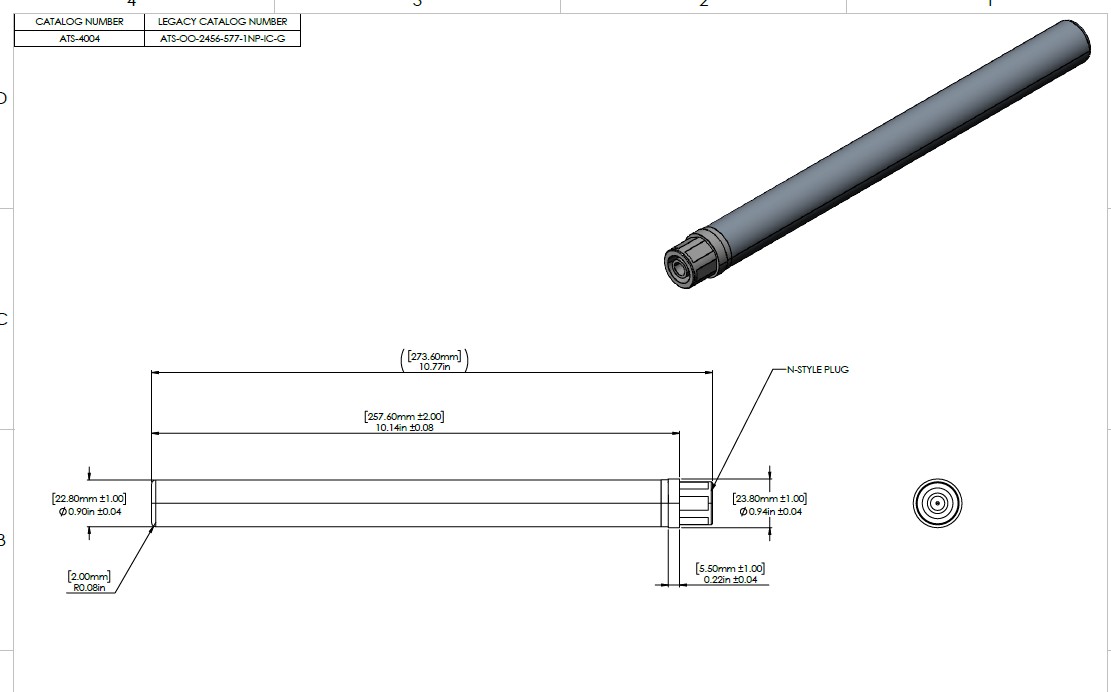 4 3 2 1
CATALOG NUMBER LEGACY CATALOG NUMBER
ATS-4004 ATS-OO-2456-577-1NP-IC-G
D
C
([273.60mm])
10.77in
N-STYLE PLUG
[257.60mm ±2.00]
10.14in ±0.08
[22.80mm ±1.00]
Ø0.90in ±0.04
[23.80mm ±1.00]
Ø0.94in ±0.04
B
[5.50mm ±1.00]
0.22in ±0.04
[2.00mm]
R0.08in